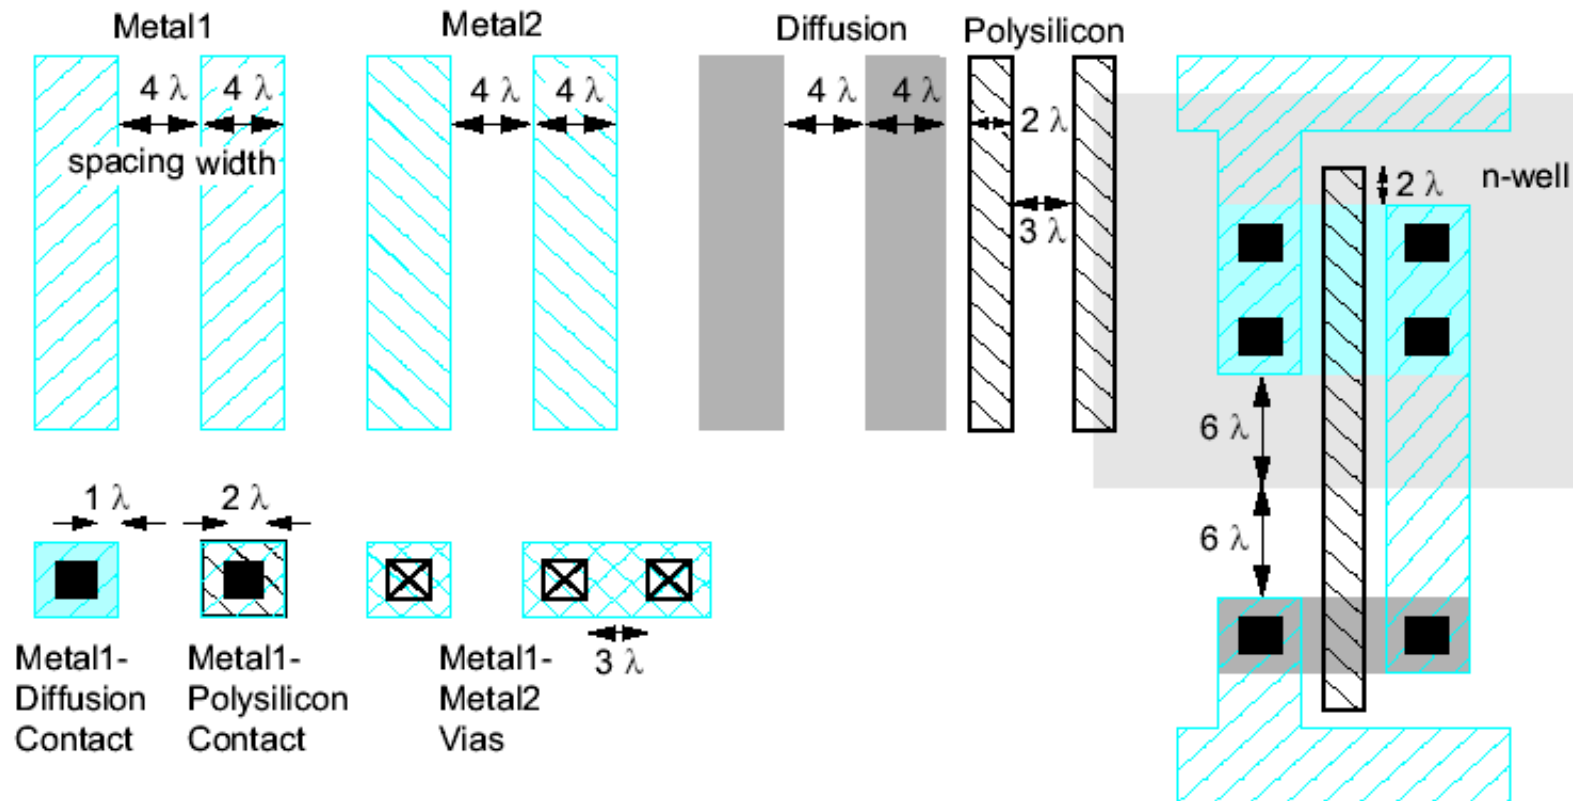 Metal1
Metal2
Diffusion
Polysilicon
4 λ
4 λ
4 λ
4 λ
4 λ
4 λ
2 λ
spacing width
n-well
2 λ
3 λ
6 λ
1 λ
2 λ
6 λ
3 λ
Metal1-
Diffusion
Contact
Metal1-
Polysilicon
Contact
Metal1-
Metal2
Vias